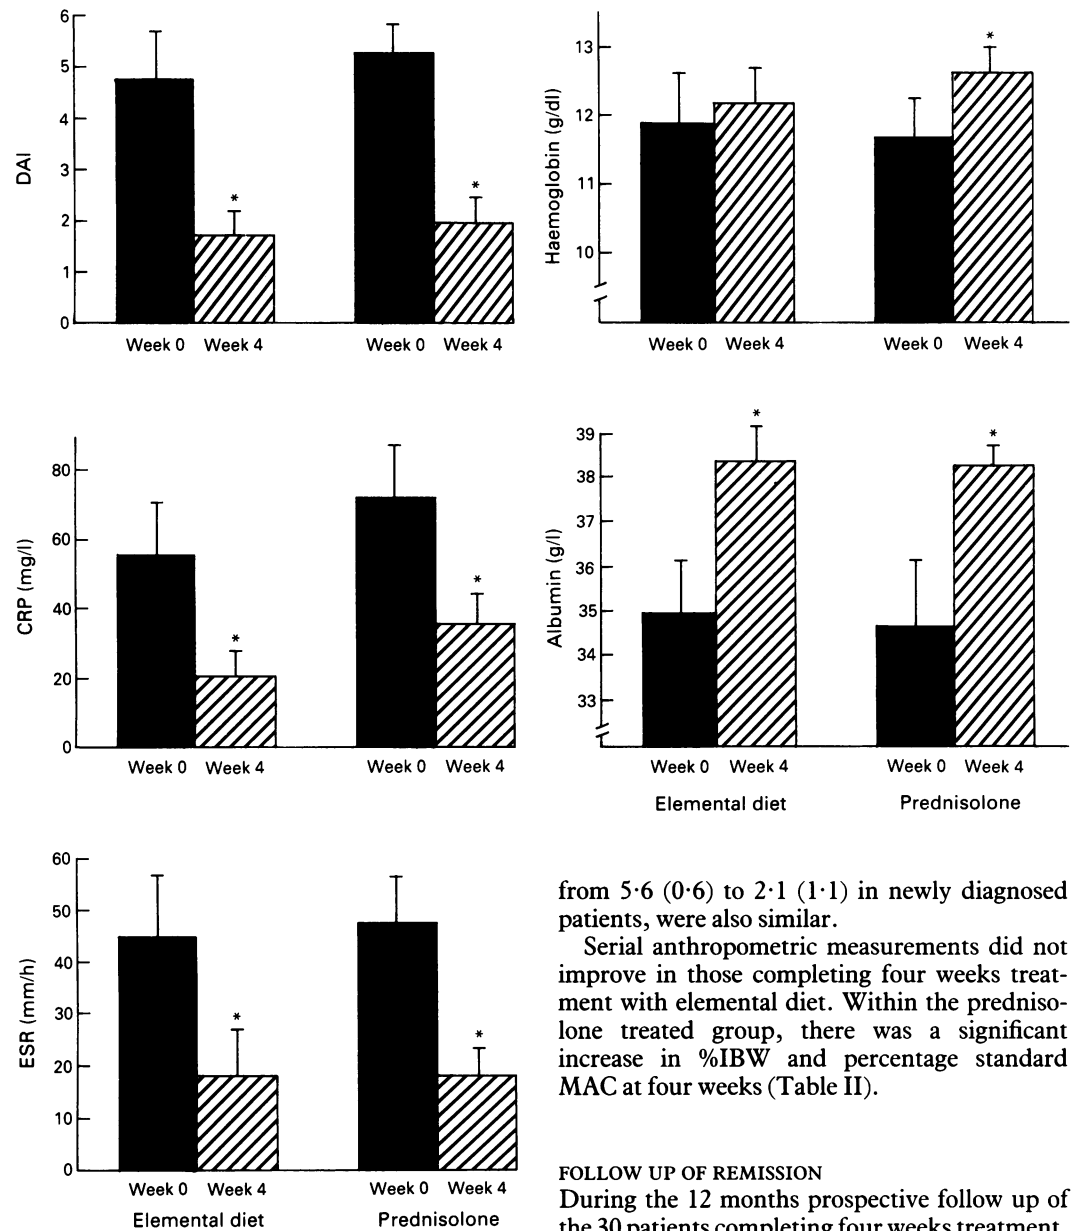 6
5
4
3
2
1
0
DAI
*
*
Week 0 Week 4
Week 0 Week 4
13
12
11
10
Haemoglobin (g/dl)
*
Week 0 Week 4
Week 0 Week 4
80
60
40
20
0
CRP (mg/l)
*
*
Week 0 Week 4
Week 0 Week 4
39
38
37
36
35
34
33
Albumin (g/l)
*
*
Week 0 Week 4
Week 0 Week 4
Elemental diet
Prednisolone
60
50
40
30
20
10
0
ESR (mm/h)
*
*
Week 0 Week 4
Week 0 Week 4
Elemental diet
Prednisolone
from 5·6 (0·6) to 2·1 (1·1) in newly diagnosed
patients, were also similar.
Serial anthropometric measurements did not
improve in those completing four weeks treat-
ment with elemental diet. Within the predniso-
lone treated group, there was a significant
increase in %IBW and percentage standard
MAC at four weeks (Table II).
FOLLOW UP OF REMISSION
During the 12 months prospective follow up of
the 30 patients completing four weeks treatment